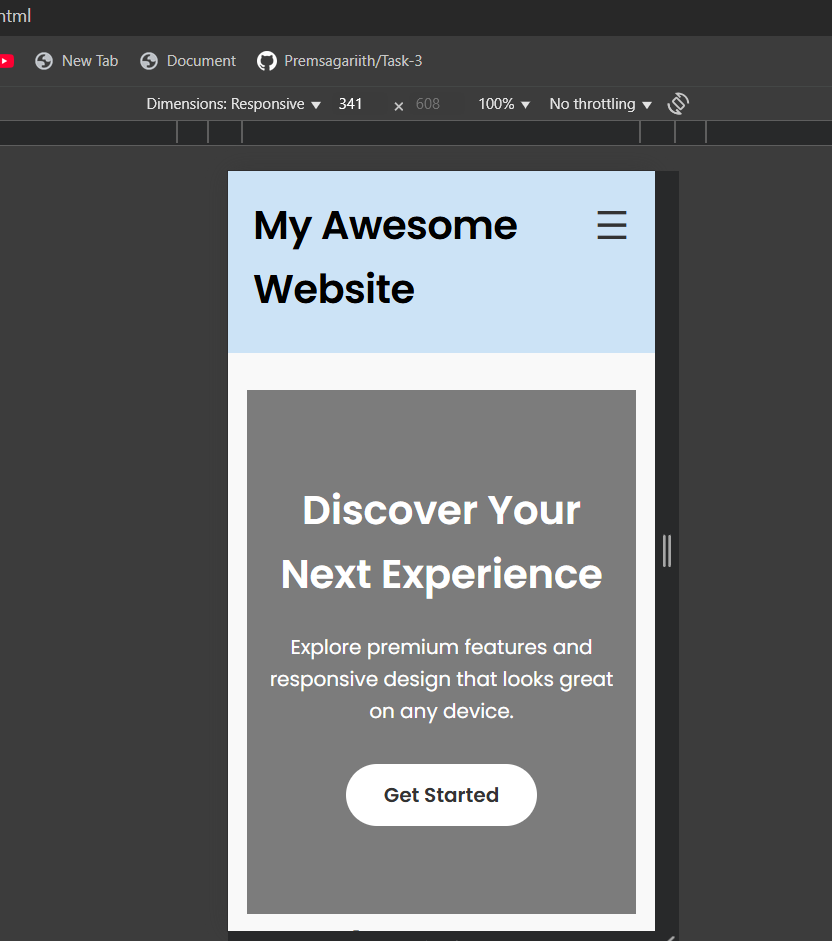 html
New Tab
Document
Premsagariith/Task-3
Dimensions: Responsive 341 × 608 100% No throttling
My Awesome
Website
Discover Your
Next Experience
Explore premium features and
responsive design that looks great
on any device.
Get Started